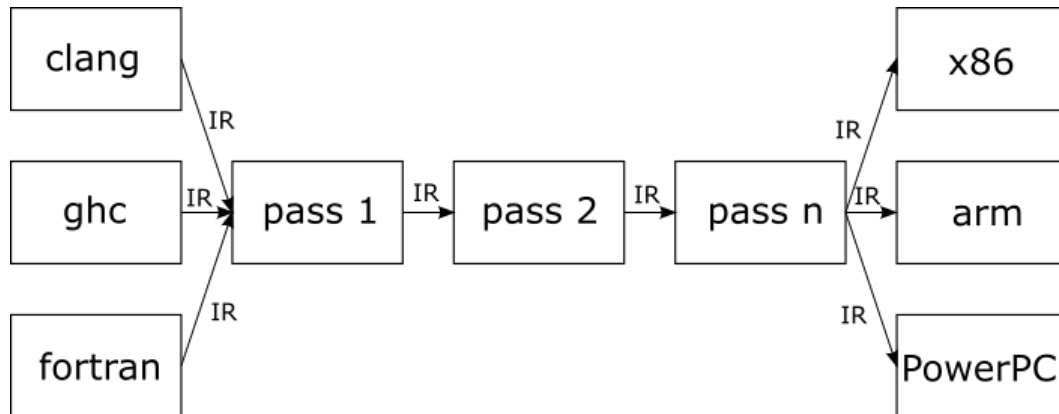 clang
x86
IR
IR
ghc
IR
pass 1
IR
pass 2
IR
pass n
IR
arm
IR
IR
fortran
PowerPC